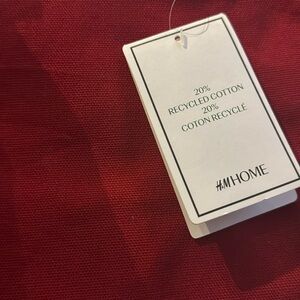 20%
RECYCLED COTTON
20%
COTON RECYCLÉ
H&M HOME